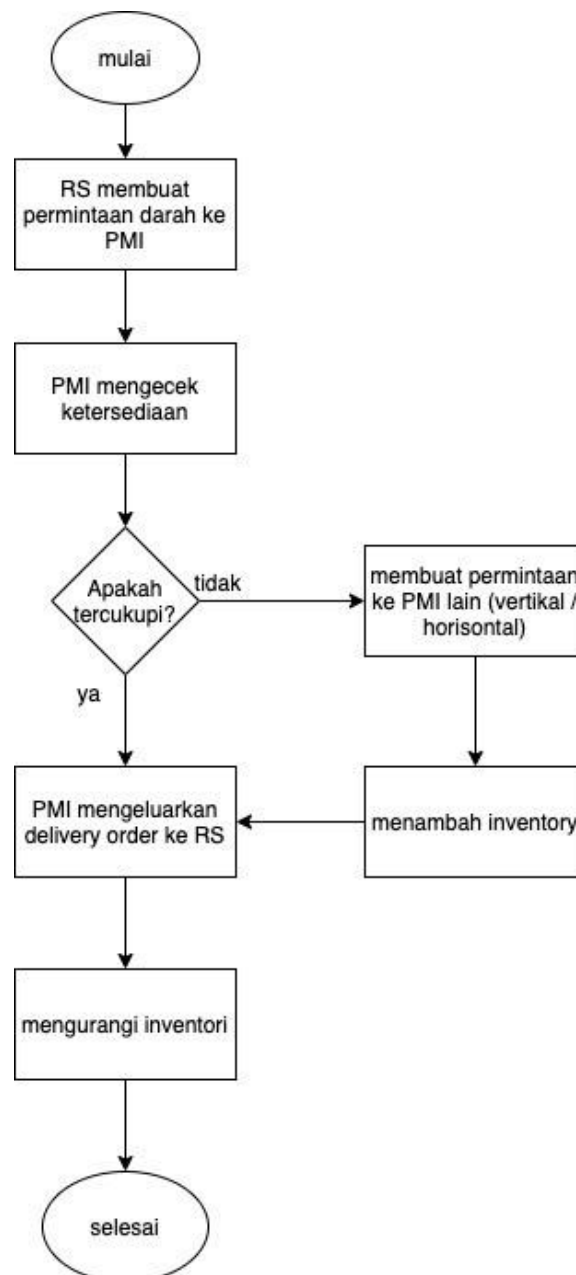 mulai
RS membuat
permintaan darah ke
PMI
PMI mengecek
ketersediaan
Apakah
tercukupi?
tidak
membuat permintaan
ke PMI lain (vertikal /
horisontal)
ya
PMI mengeluarkan
delivery order ke RS
menambah inventory
mengurangi inventori
selesai